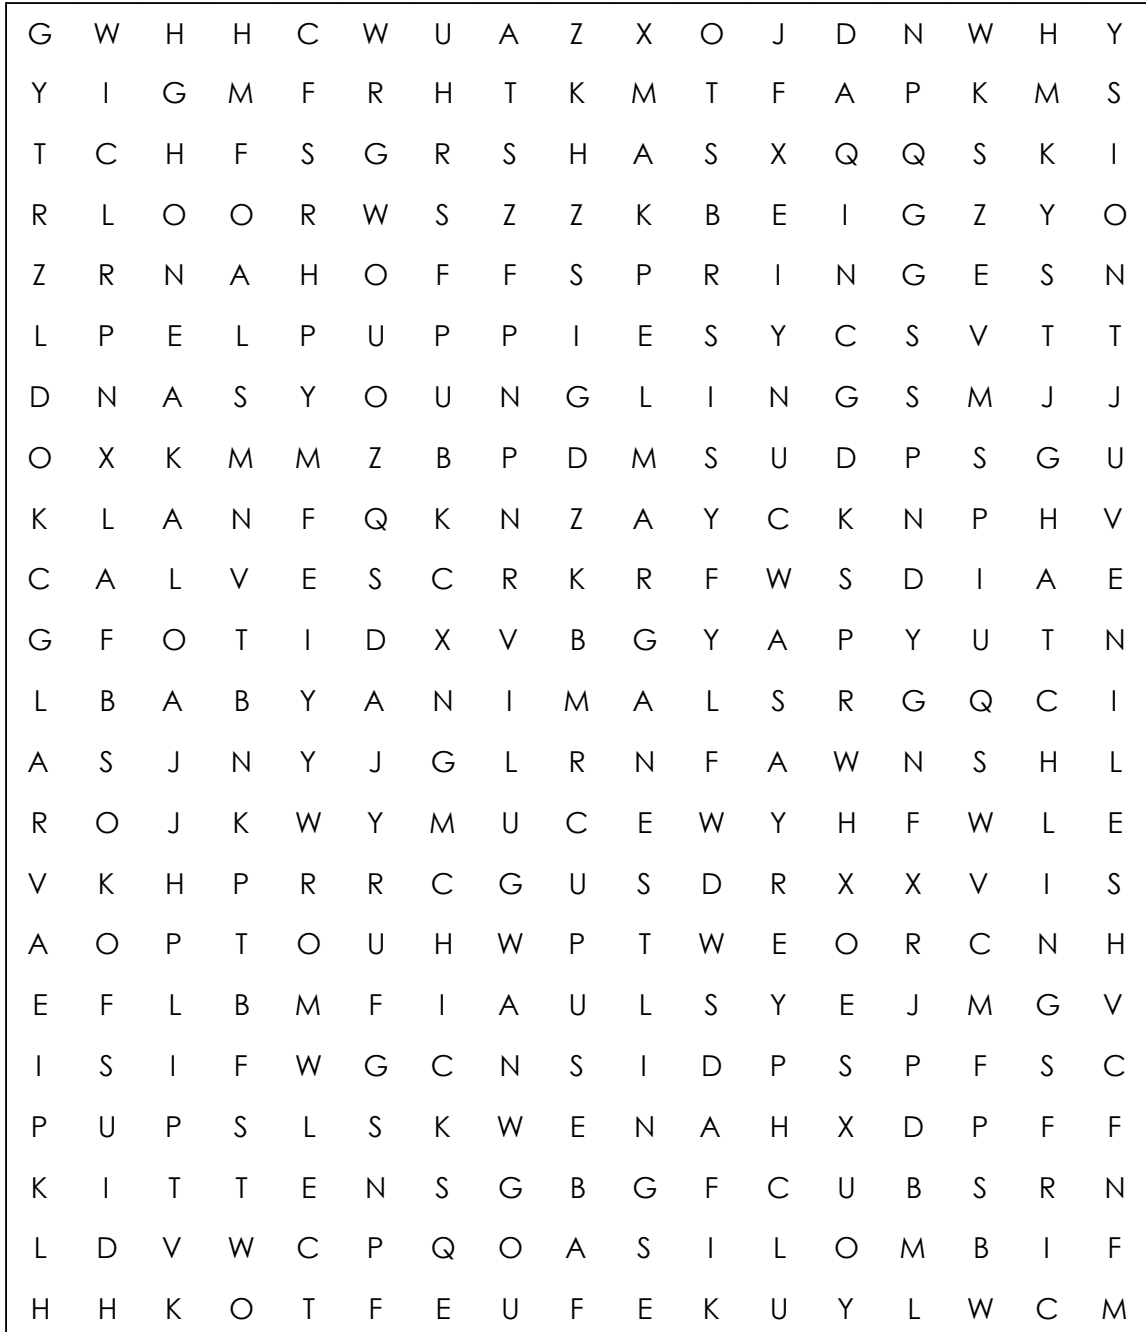 G W H H C W U A Z X O J D N W H Y
Y I G M F R H T K M T F A P K M S
T C H F S G R S H A S X Q Q S K I
R L O O R W S Z Z K B E I G Z Y O
Z R N A H O F F S P R I N G E S N
L P E L P U P P I E S Y C S V T T
D N A S Y O U N G L I N G S M J J
O X K M M Z B P D M S U D P S G U
K L A N F Q K N Z A Y C K N P H V
C A L V E S C R K R F W S D I A E
G F O T I D X V B G Y A P Y U T N
L B A B Y A N I M A L S R G Q C I
A S J N Y J G L R N F A W N S H L
R O J K W Y M U C E W Y H F W L E
V K H P R R C G U S D R X X V I S
A O P T O U H W P T W E O R C N H
E F L B M F I A U L S Y E J M G V
I S I F W G C N S I D P S P F S C
P U P S L S K W E N A H X D P F F
K I T T E N S G B G F C U B S R N
L D V W C P Q O A S I L O M B I F
H H K O T F E U F E K U Y L W C M